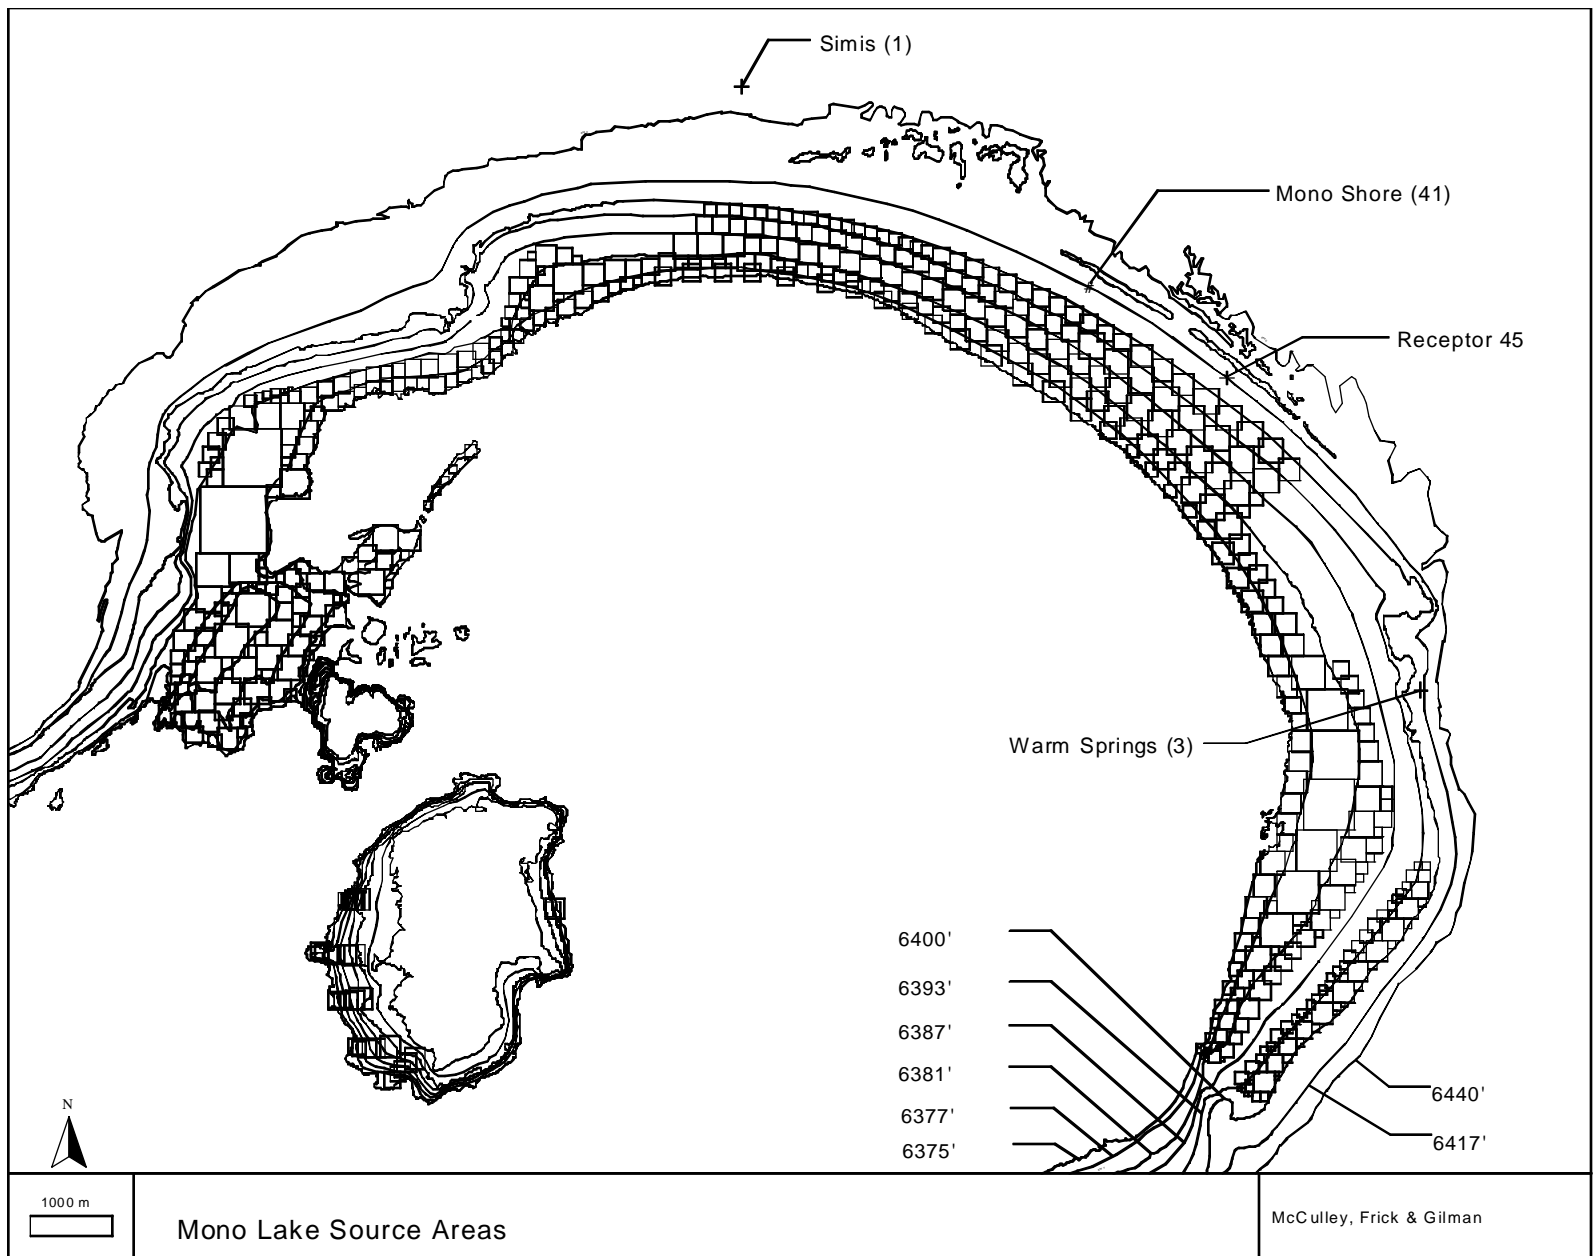 Simis (1)
Mono Shore (41)
Receptor 45
Warm Springs (3)
6400'
6393'
6387'
6381'
6377'
6375'
6440'
6417'
N
1000 m
Mono Lake Source Areas
McCulley, Frick & Gilman